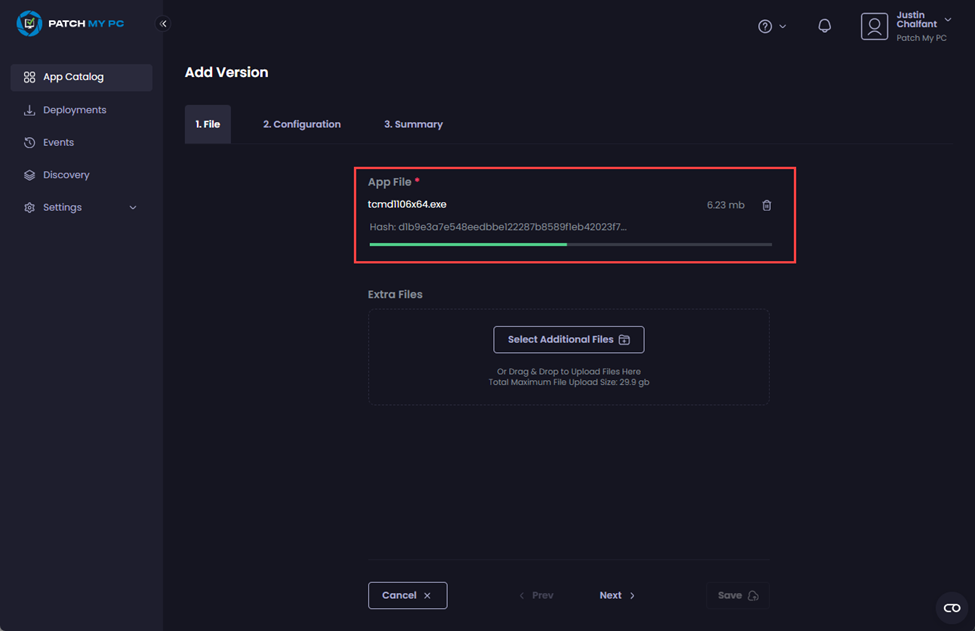 PATCH MY PC
Justin
Chalfant
Patch My PC
App Catalog
Deployments
Events
Discovery
Settings
Add Version
1. File
2. Configuration
3. Summary
App File *
tcmd1106x64.exe
6.23 mb
Hash: d1b9e3a7e548eedbbe122287b8589f1eb42023f7...
Extra Files
Select Additional Files
Or Drag & Drop to Upload Files Here
Total Maximum File Upload Size: 29.9 gb
Cancel
Prev
Next
Save